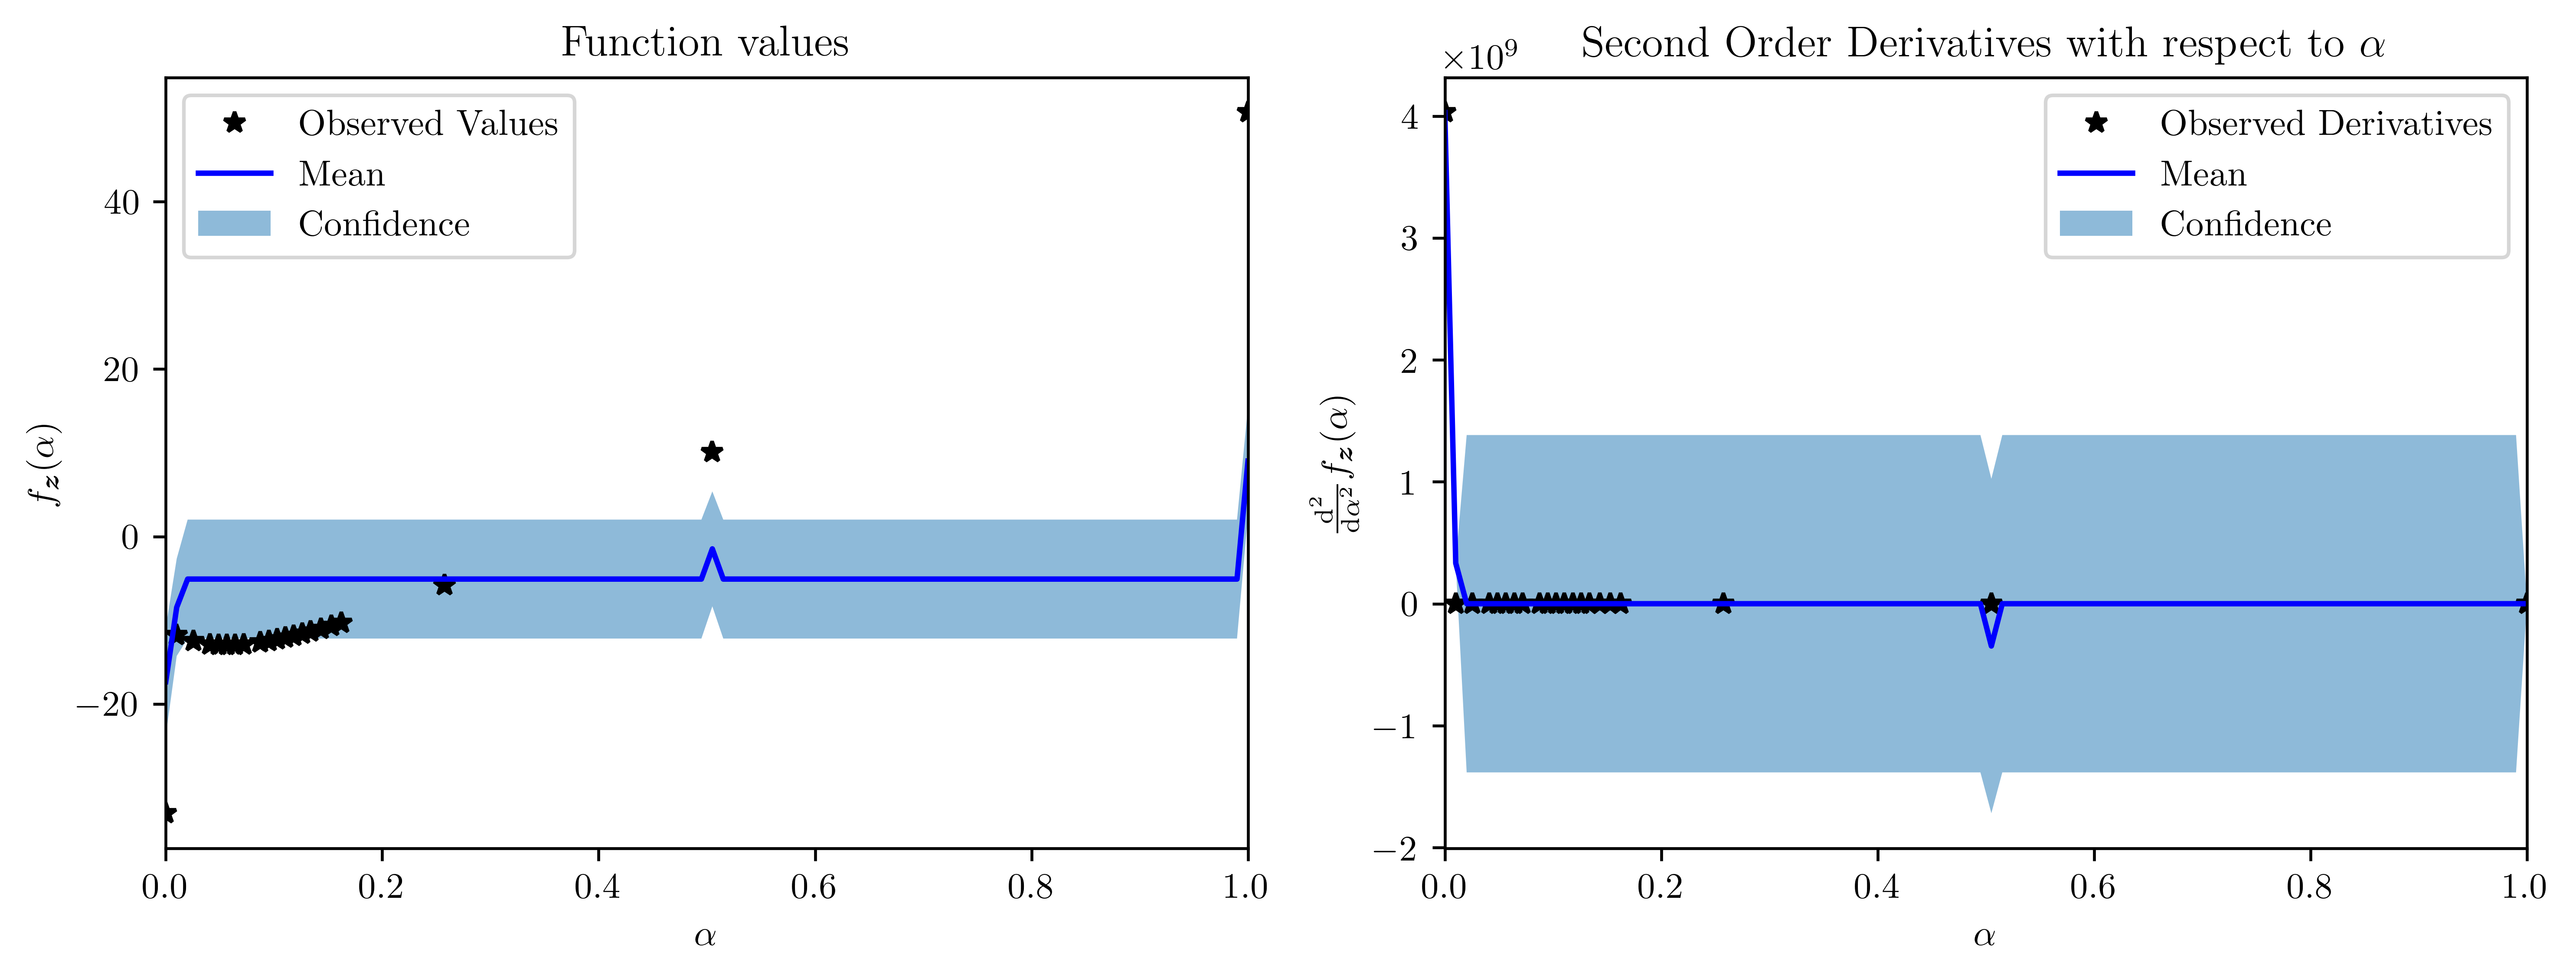 Function values
Observed Values
Mean
Confidence
40
20
0
−20
0.0 0.2 0.4 0.6 0.8 1.0
α
f_z(α)
×10⁹ Second Order Derivatives with respect to α
Observed Derivatives
Mean
Confidence
4
3
2
1
0
−1
−2
0.0 0.2 0.4 0.6 0.8 1.0
α
d²/dα² f_z(α)